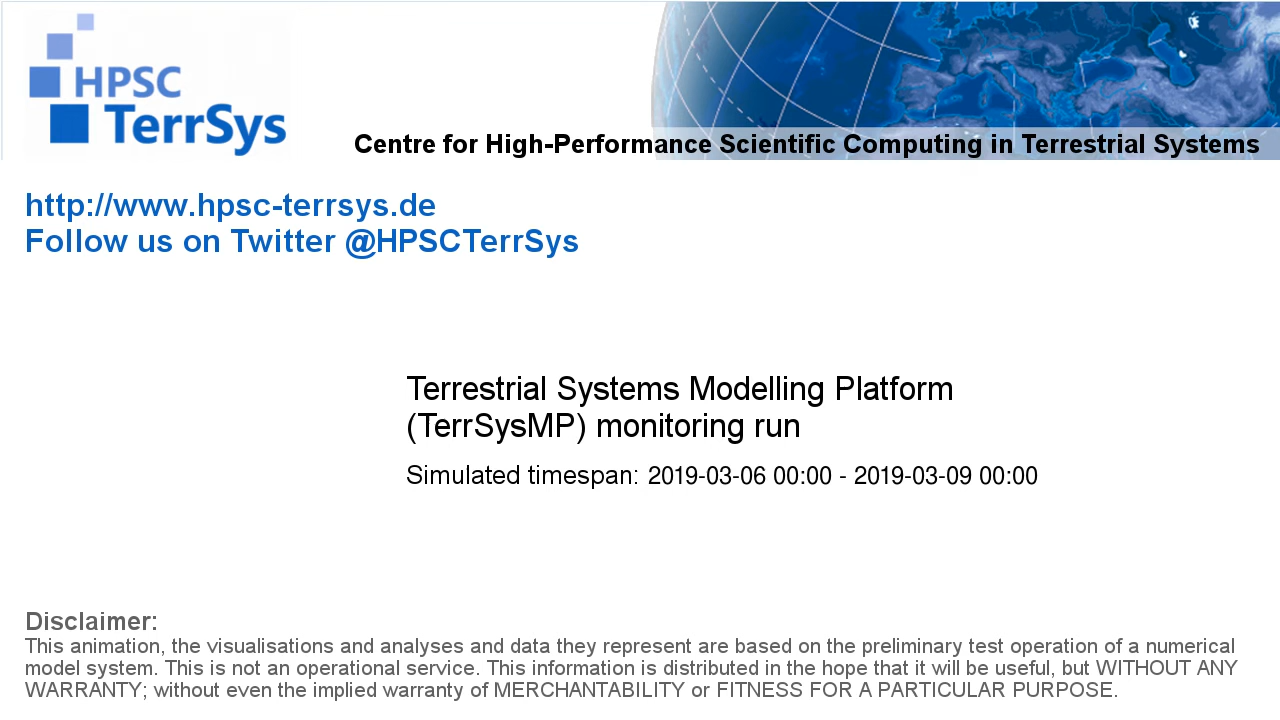 HPSC
TerrSys
Centre for High-Performance Scientific Computing in Terrestrial Systems
http://www.hpsc-terrsys.de
Follow us on Twitter @HPSCTerrSys
Terrestrial Systems Modelling Platform
(TerrSysMP) monitoring run
Simulated timespan: 2019-03-06 00:00 - 2019-03-09 00:00
Disclaimer:
This animation, the visualisations and analyses and data they represent are based on the preliminary test operation of a numerical
model system. This is not an operational service. This information is distributed in the hope that it will be useful, but WITHOUT ANY
WARRANTY; without even the implied warranty of MERCHANTABILITY or FITNESS FOR A PARTICULAR PURPOSE.